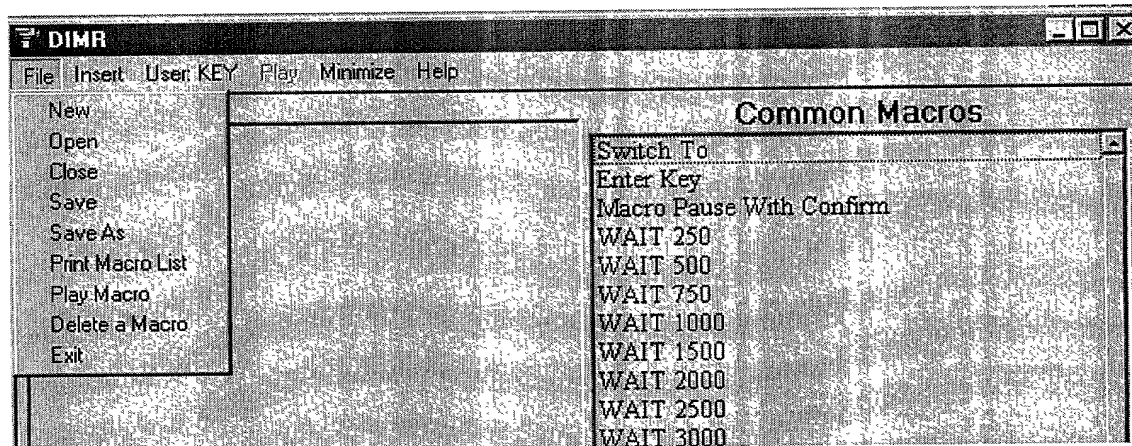 DIMR
File Insert User: KEY Play Minimize Help
New
Open
Close
Save
Save As
Print Macro List
Play Macro
Delete a Macro
Exit
Common Macros
Switch To
Enter Key
Macro Pause With Confirm
WAIT 250
WAIT 500
WAIT 750
WAIT 1000
WAIT 1500
WAIT 2000
WAIT 2500
WAIT 3000